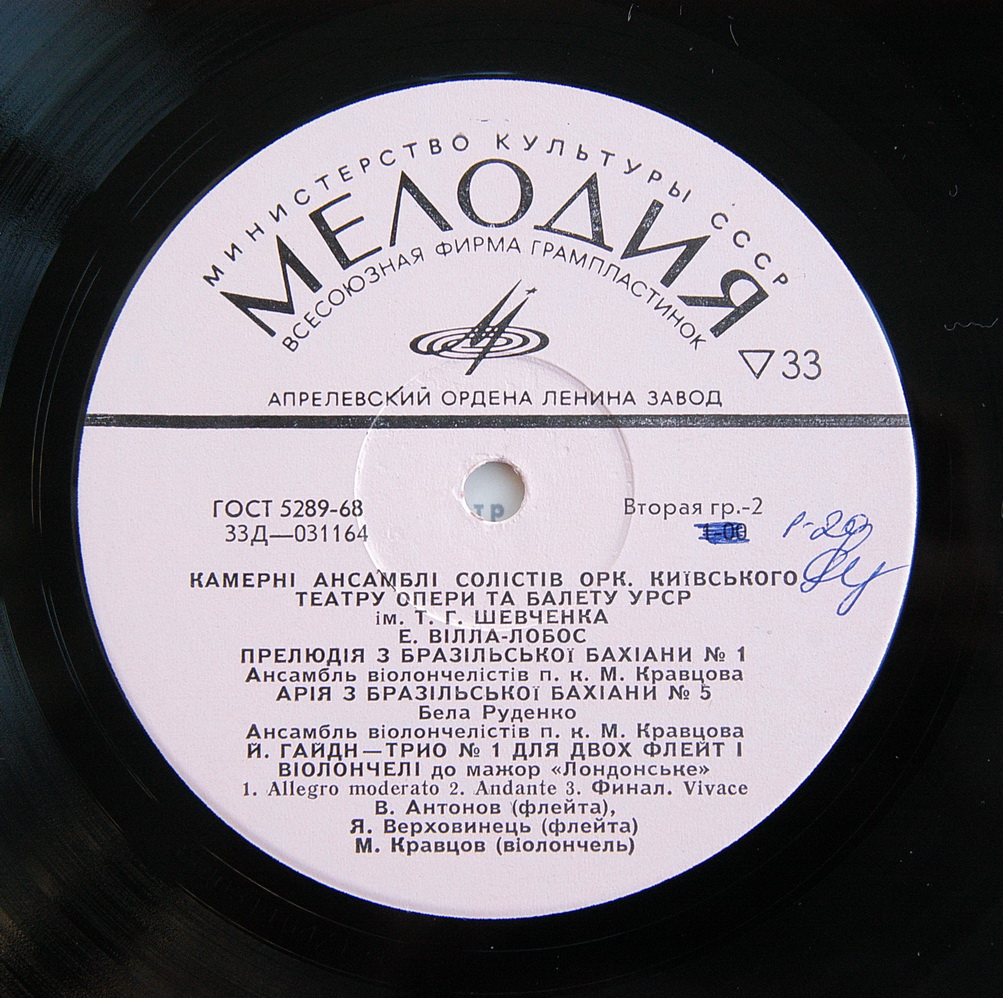 МИНИСТЕРСТВО КУЛЬТУРЫ СССР
МЕЛОДИЯ
ВСЕСОЮЗНАЯ ФИРМА ГРАМПЛАСТИНОК
33
АПРЕЛЕВСКИЙ ОРДЕНА ЛЕНИНА ЗАВОД
ГОСТ 5289-68
Вторая гр.-2
33Д—031164
1-00
КАМЕРНІ АНСАМБЛІ СОЛІСТІВ ОРК. КИЇВСЬКОГО
ТЕАТРУ ОПЕРИ ТА БАЛЕТУ УРСР
ім. Т. Г. ШЕВЧЕНКА
Е. ВІЛЛА-ЛОБОС
ПРЕЛЮДІЯ З БРАЗІЛЬСЬКОЇ БАХІАНИ № 1
Ансамбль віолончелістів п. к. М. Кравцова
АРІЯ З БРАЗІЛЬСЬКОЇ БАХІАНИ № 5
Бела Руденко
Ансамбль віолончелістів п. к. М. Кравцова
Й. ГАЙДН—ТРИО № 1 ДЛЯ ДВОХ ФЛЕЙТ І
ВІОЛОНЧЕЛІ до мажор «Лондонське»
1. Allegro moderato 2. Andante 3. Финал. Vivace
В. Антонов (флейта),
Я. Верховинець (флейта)
М. Кравцов (віолончель)